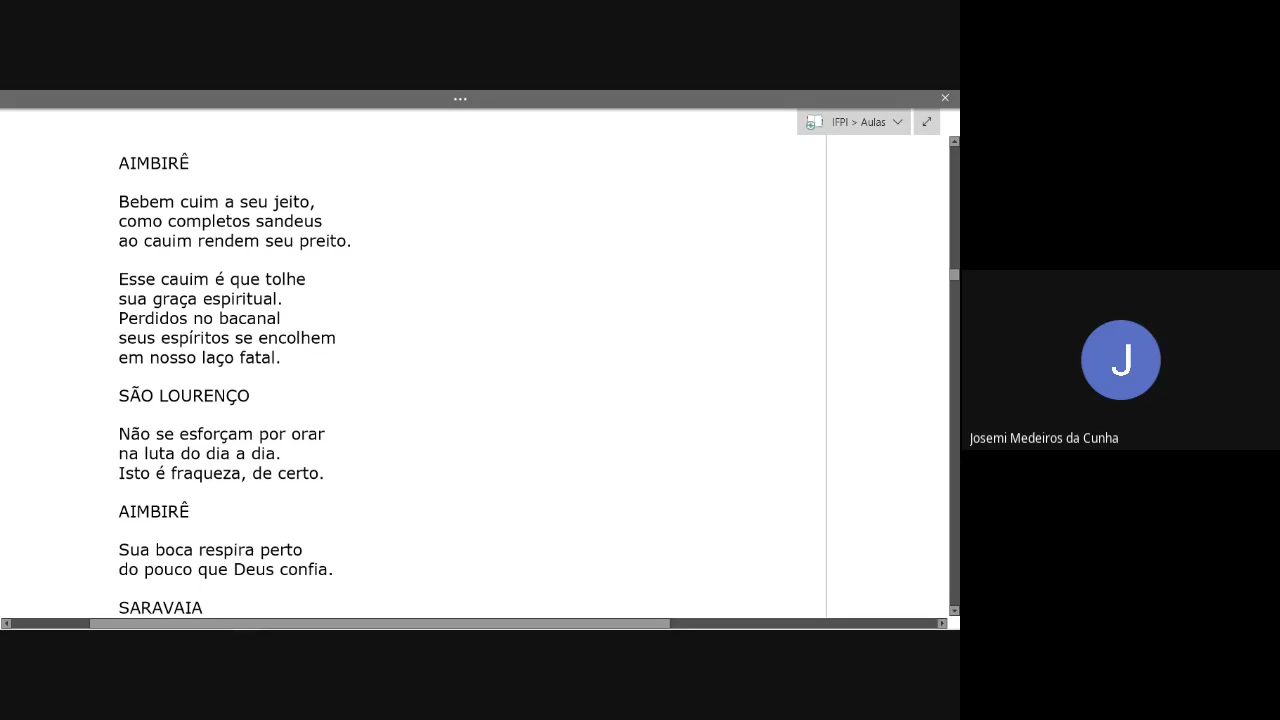 IFPI > Aulas
AIMBIRÊ
Bebem cuim a seu jeito,
como completos sandeus
ao cauim rendem seu preito.
Esse cauim é que tolhe
sua graça espiritual.
Perdidos no bacanal
seus espíritos se encolhem
em nosso laço fatal.
SÃO LOURENÇO
Não se esforçam por orar
na luta do dia a dia.
Isto é fraqueza, de certo.
AIMBIRÊ
Sua boca respira perto
do pouco que Deus confia.
SARAVAIA
J
Josemi Medeiros da Cunha